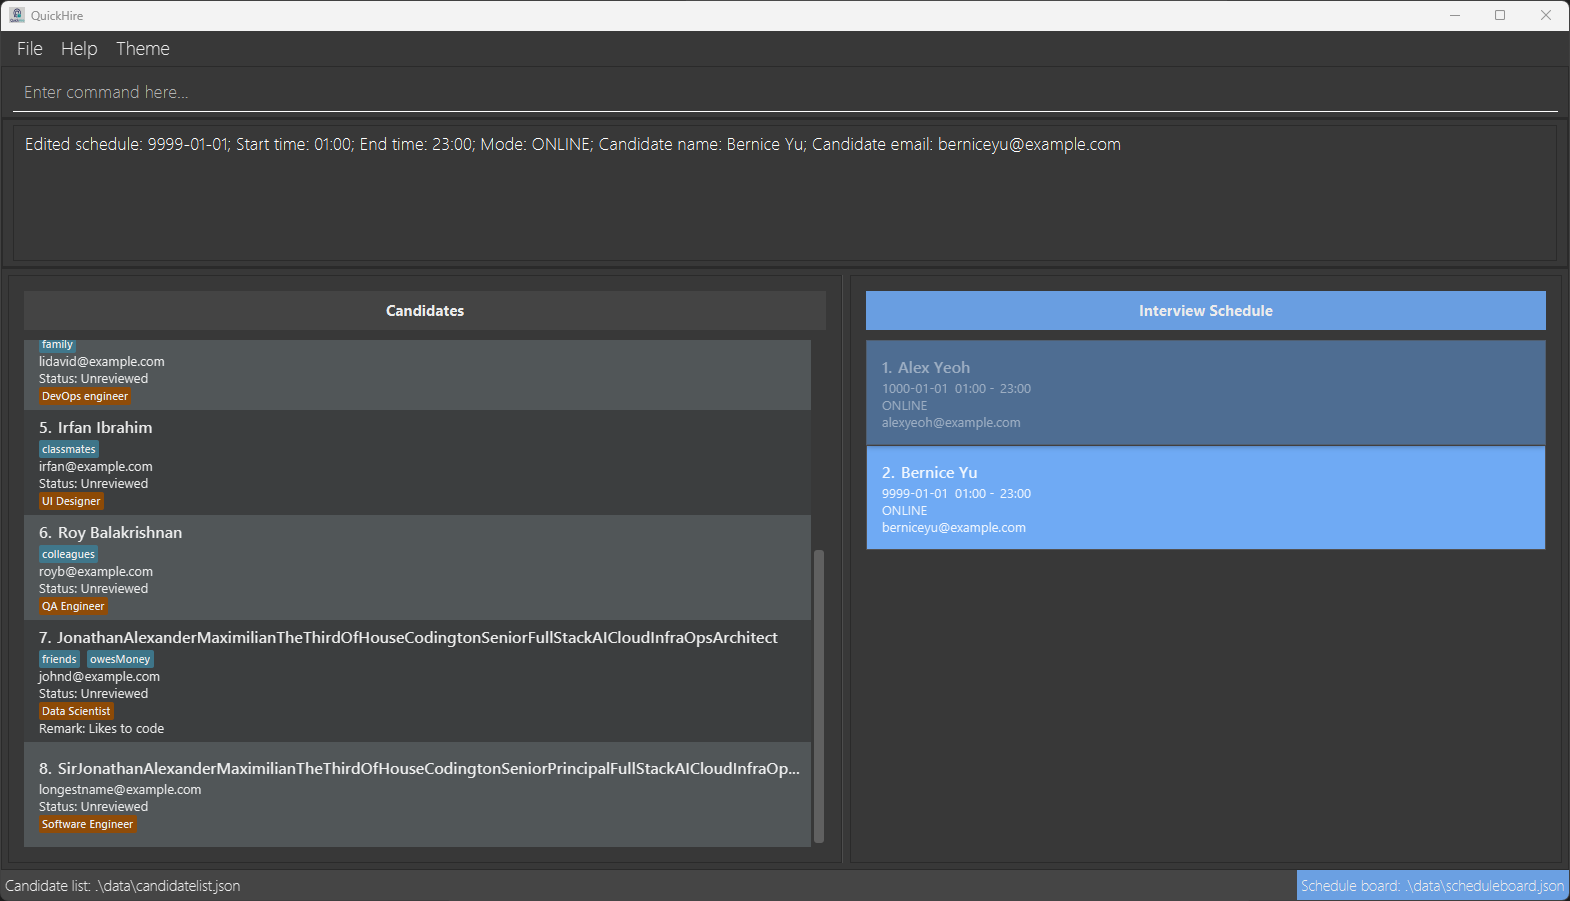 QuickHire
File Help Theme
Enter command here...
Edited schedule: 9999-01-01; Start time: 01:00; End time: 23:00; Mode: ONLINE; Candidate name: Bernice Yu; Candidate email: berniceyu@example.com
Candidates
family
lidavid@example.com
Status: Unreviewed
DevOps engineer
5. Irfan Ibrahim
classmates
irfan@example.com
Status: Unreviewed
UI Designer
6. Roy Balakrishnan
colleagues
royb@example.com
Status: Unreviewed
QA Engineer
7. JonathanAlexanderMaximilianTheThirdOfHouseCodingtonSeniorFullStackAICloudInfraOpsArchitect
friends owesMoney
johnd@example.com
Status: Unreviewed
Data Scientist
Remark: Likes to code
8. SirJonathanAlexanderMaximilianTheThirdOfHouseCodingtonSeniorPrincipalFullStackAICloudInfraOp...
longestname@example.com
Status: Unreviewed
Software Engineer
Interview Schedule
1. Alex Yeoh
1000-01-01 01:00 - 23:00
ONLINE
alexyeoh@example.com
2. Bernice Yu
9999-01-01 01:00 - 23:00
ONLINE
berniceyu@example.com
Candidate list: .\data\candidatelist.json
Schedule board: .\data\scheduleboard.json